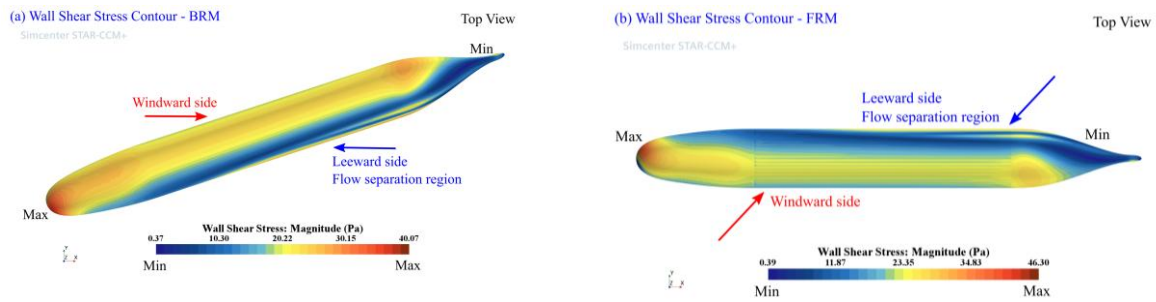 (a) Wall Shear Stress Contour - BRM
Top View
Simcenter STAR-CCM+
Min
Windward side
Leeward side
Flow separation region
Max
Wall Shear Stress: Magnitude (Pa)
0.37 10.30 20.22 30.15 40.07
Min Max
Y
Z X
(b) Wall Shear Stress Contour - FRM
Top View
Simcenter STAR-CCM+
Leeward side
Flow separation region
Max
Min
Windward side
Wall Shear Stress: Magnitude (Pa)
0.39 11.87 23.35 34.83 46.30
Min Max
Y
Z X